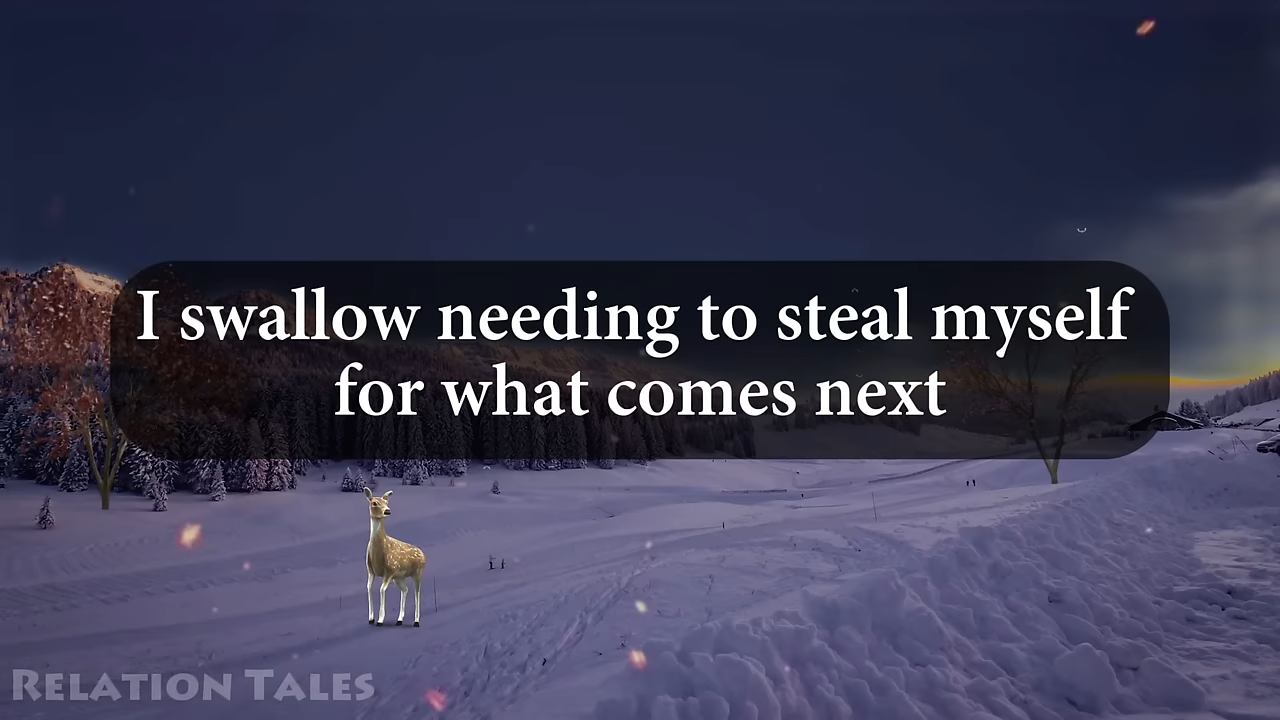 I swallow needing to steal myself
for what comes next
RELATION TALES